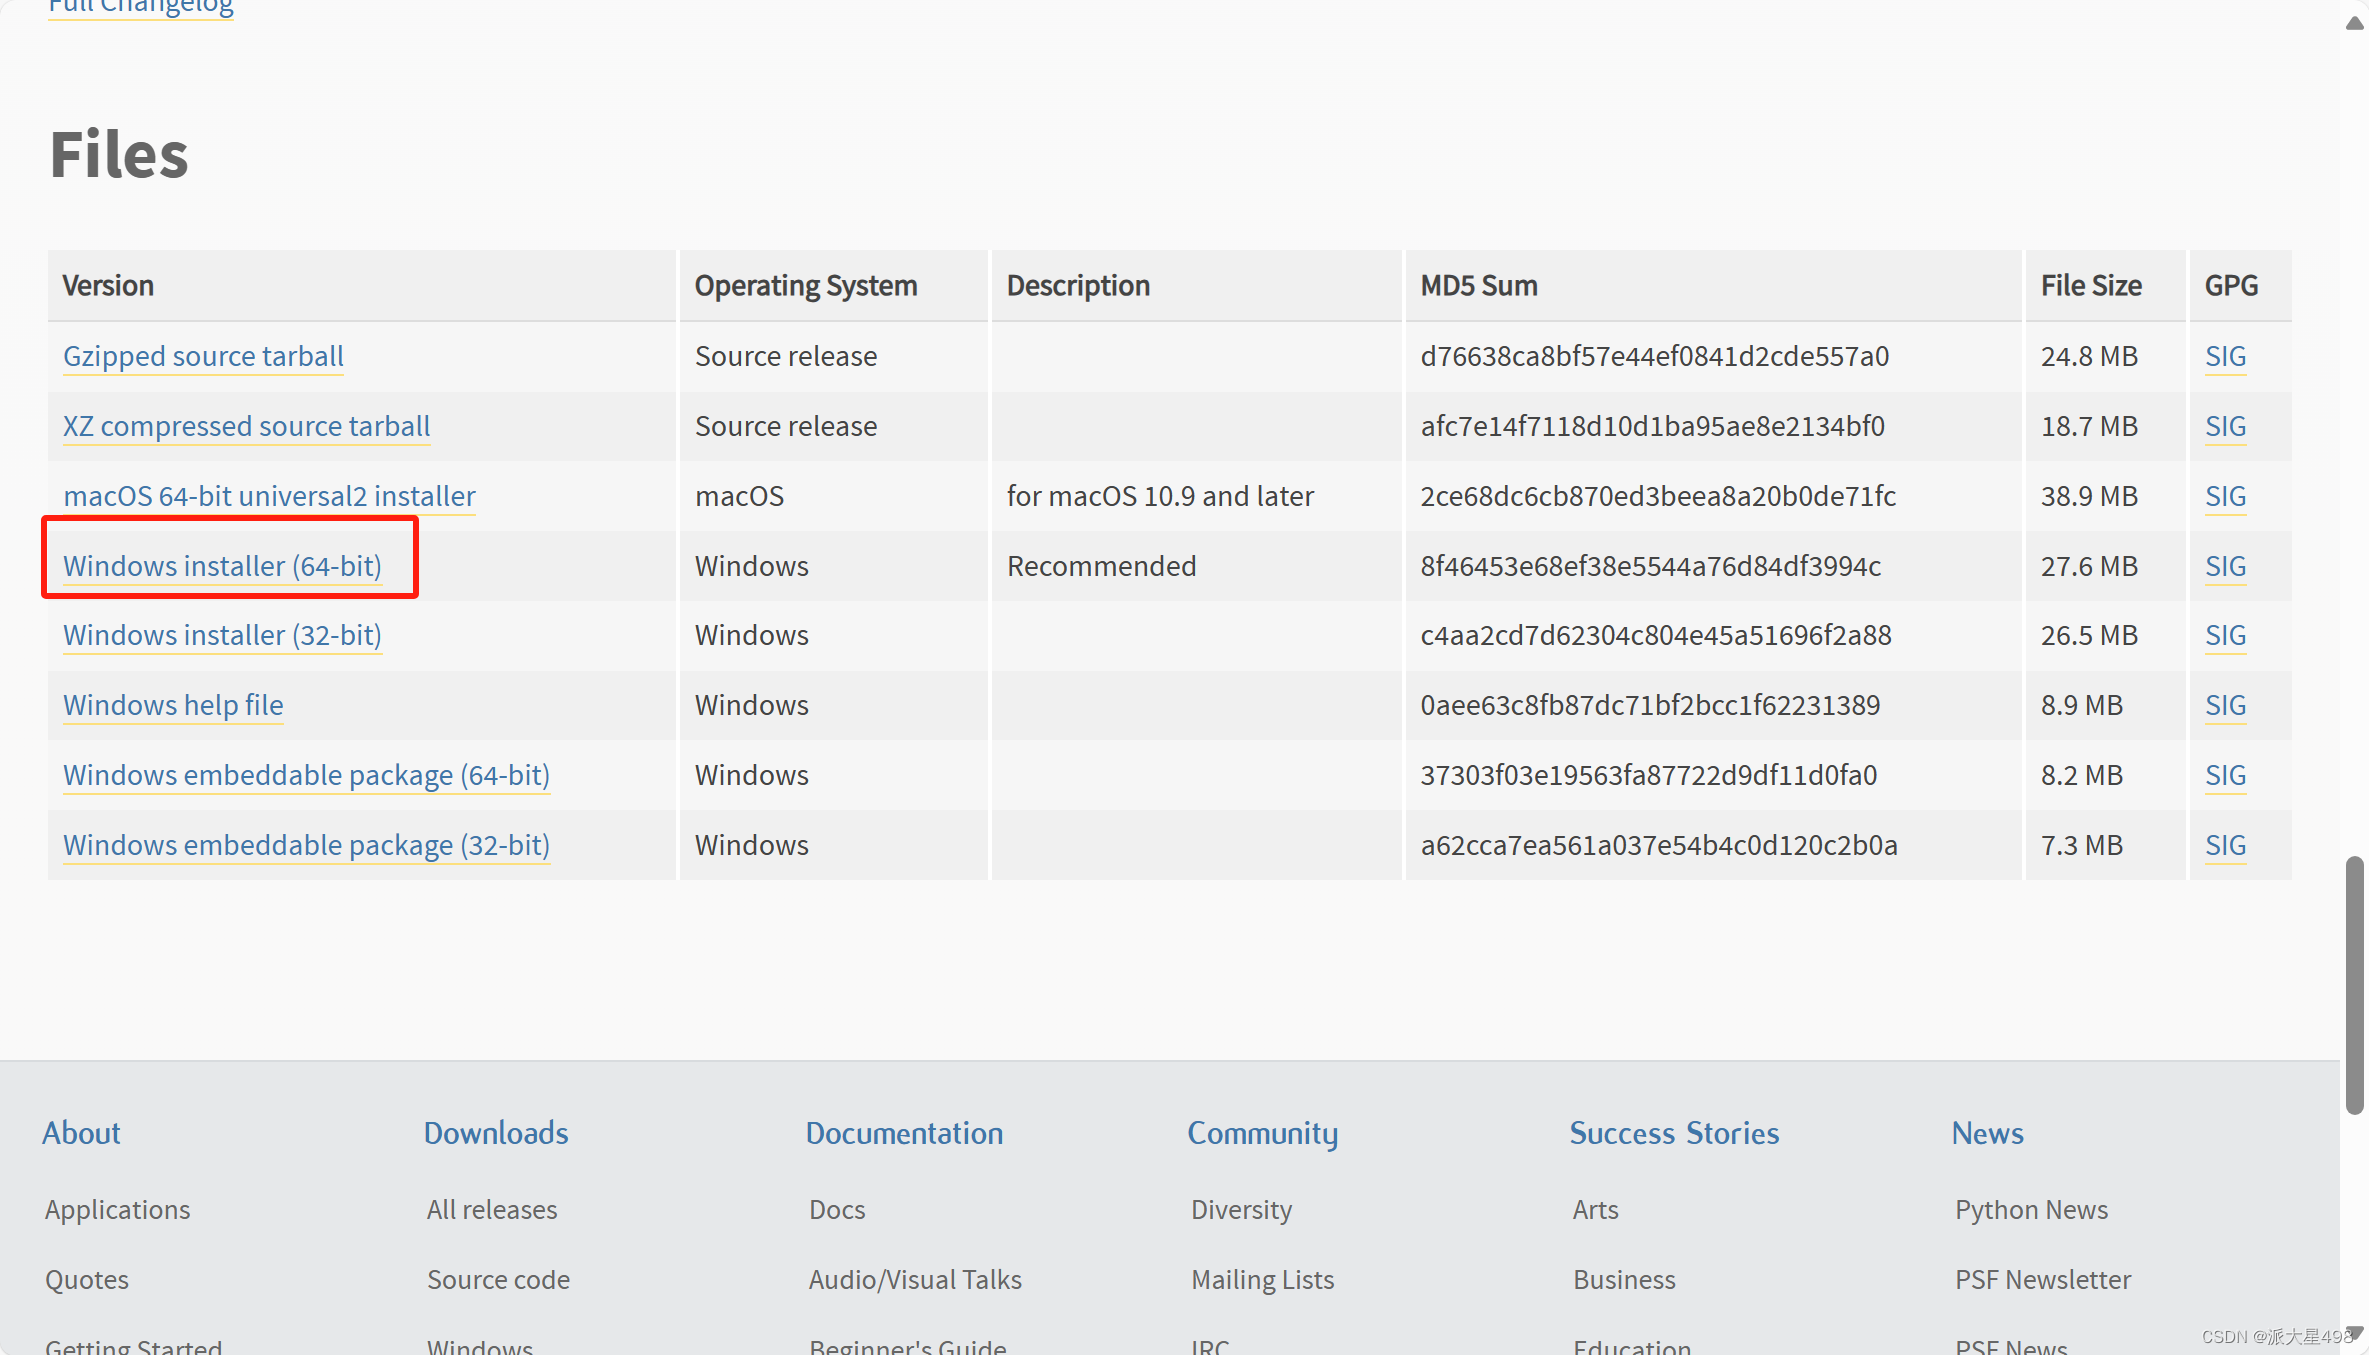 Full Changelog
Files
Version Operating System Description MD5 Sum File Size GPG
Gzipped source tarball Source release d76638ca8bf57e44ef0841d2cde557a0 24.8 MB SIG
XZ compressed source tarball Source release afc7e14f7118d10d1ba95ae8e2134bf0 18.7 MB SIG
macOS 64-bit universal2 installer macOS for macOS 10.9 and later 2ce68dc6cb870ed3beea8a20b0de71fc 38.9 MB SIG
Windows installer (64-bit) Windows Recommended 8f46453e68ef38e5544a76d84df3994c 27.6 MB SIG
Windows installer (32-bit) Windows c4aa2cd7d62304c804e45a51696f2a88 26.5 MB SIG
Windows help file Windows 0aee63c8fb87dc71bf2bcc1f62231389 8.9 MB SIG
Windows embeddable package (64-bit) Windows 37303f03e19563fa87722d9df11d0fa0 8.2 MB SIG
Windows embeddable package (32-bit) Windows a62cca7ea561a037e54b4c0d120c2b0a 7.3 MB SIG
About Downloads Documentation Community Success Stories News
Applications All releases Docs Diversity Arts Python News
Quotes Source code Audio/Visual Talks Mailing Lists Business PSF Newsletter
Getting Started Windows Beginner's Guide IRC Education PSF News
CSDN @派大星498